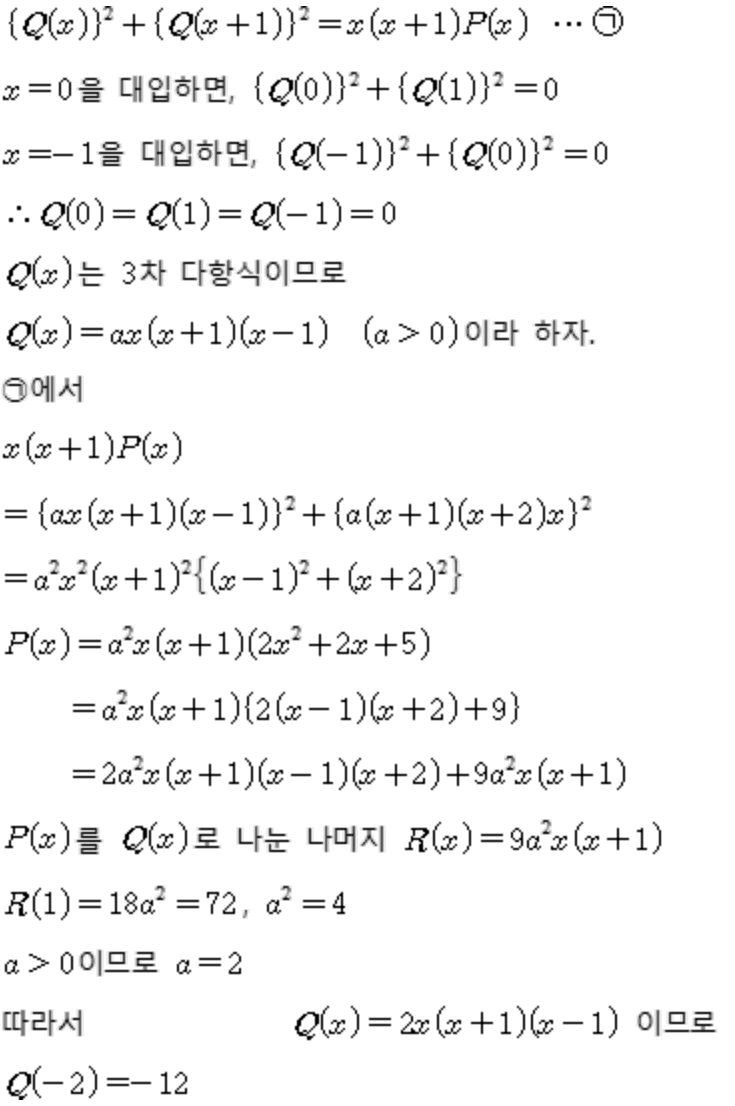 {Q(x)}² + {Q(x+1)}² = x(x+1)P(x) ⋯ ㉠
x=0을 대입하면, {Q(0)}² + {Q(1)}² = 0
x=-1을 대입하면, {Q(-1)}² + {Q(0)}² = 0
∴ Q(0) = Q(1) = Q(-1) = 0
Q(x)는 3차 다항식이므로
Q(x) = ax(x+1)(x-1) (a > 0)이라 하자.
㉠에서
x(x+1)P(x)
= {ax(x+1)(x-1)}² + {a(x+1)(x+2)x}²
= a²x²(x+1)²{(x-1)² + (x+2)²}
P(x) = a²x(x+1)(2x² + 2x + 5)
= a²x(x+1){2(x-1)(x+2)+9}
= 2a²x(x+1)(x-1)(x+2) + 9a²x(x+1)
P(x)를 Q(x)로 나눈 나머지 R(x) = 9a²x(x+1)
R(1) = 18a² = 72, a² = 4
a > 0이므로 a = 2
따라서 Q(x) = 2x(x+1)(x-1) 이므로
Q(-2) = -12